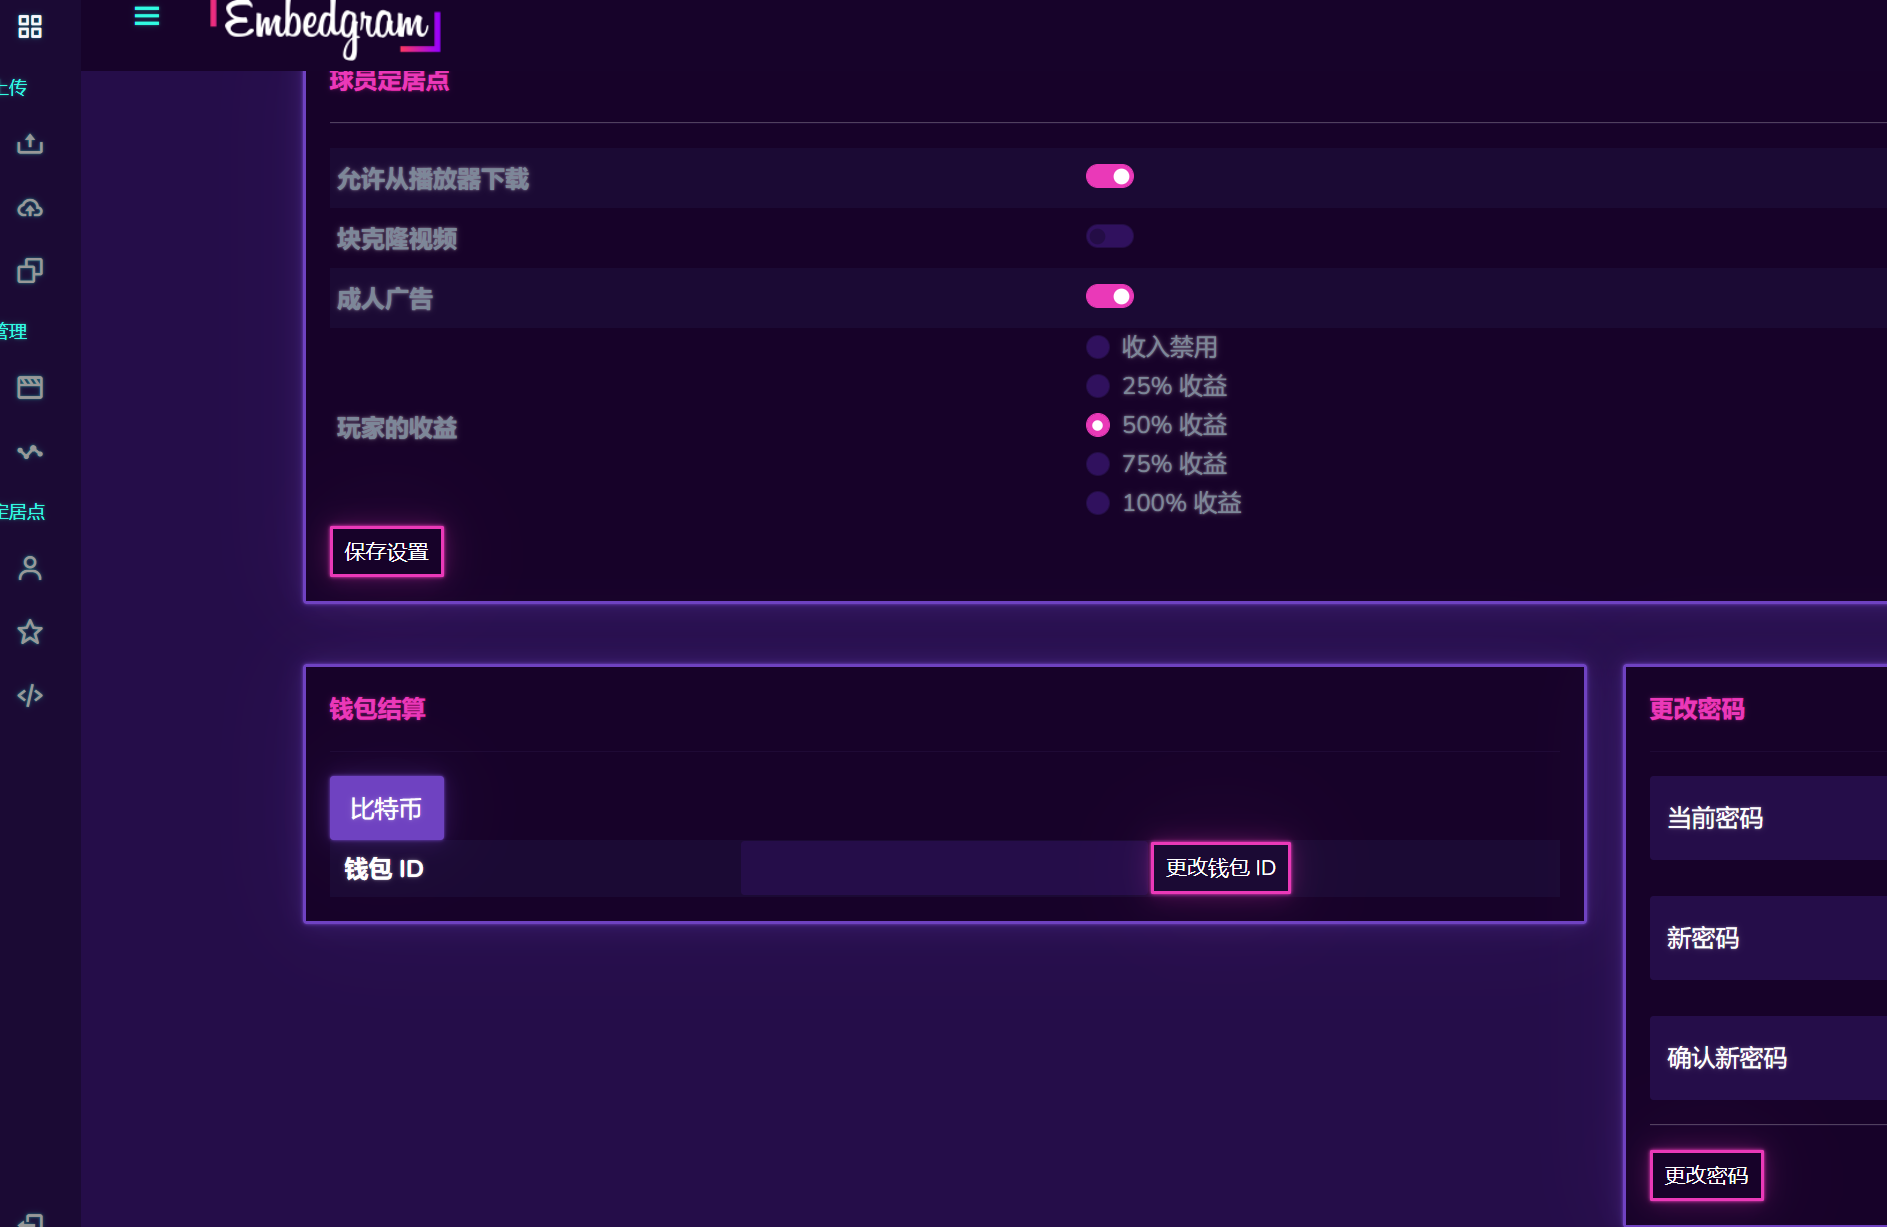 Embedgram
上传
管理
定居点
球员定居点
允许从播放器下载
块克隆视频
成人广告
玩家的收益
收入禁用
25% 收益
50% 收益
75% 收益
100% 收益
保存设置
钱包结算
比特币
钱包 ID
更改钱包 ID
更改密码
当前密码
新密码
确认新密码
更改密码